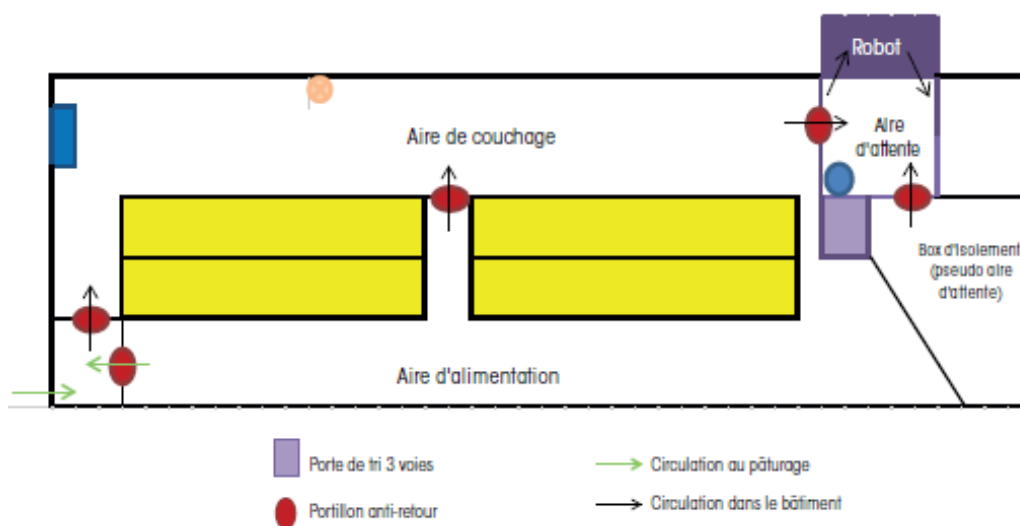 Robot
Aire de couchage
Aire
d'attente
Box d'isolement
(pseudo aire
d'attente)
Aire d'alimentation
Porte de tri 3 voies
Circulation au pâturage
Portillon anti-retour
Circulation dans le bâtiment